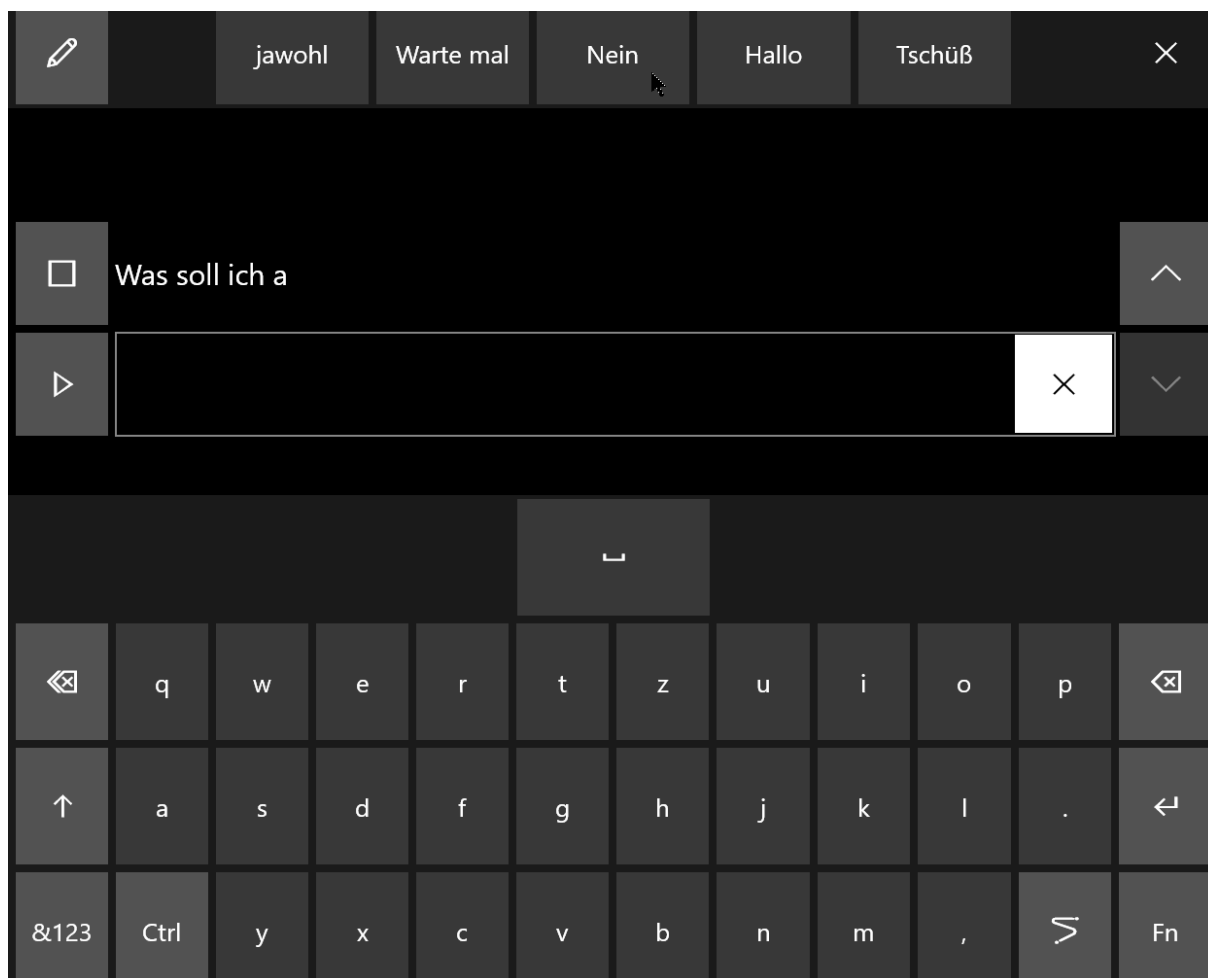 jawohl Warte mal Nein Hallo Tschüß
Was soll ich a
q w e r t z u i o p
a s d f g h j k l .
&123 Ctrl y x c v b n m , Fn